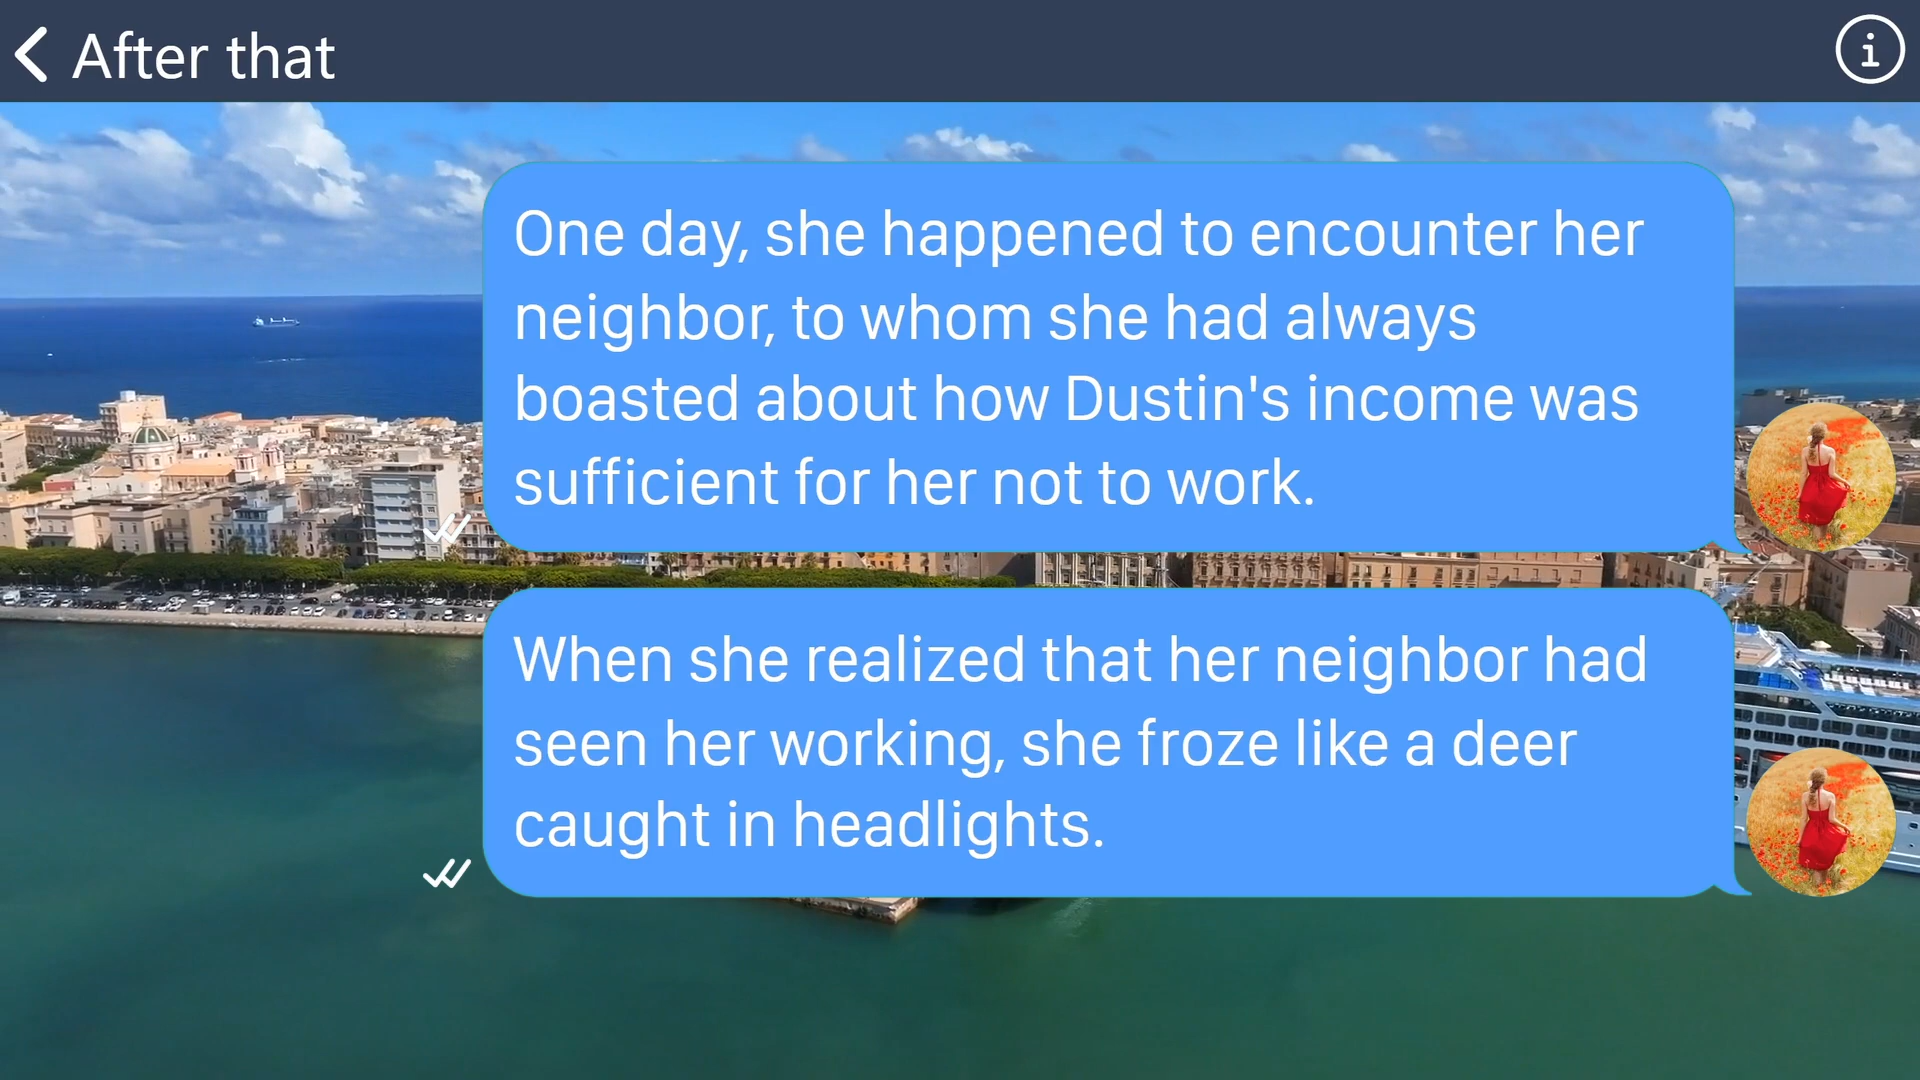 After that
One day, she happened to encounter her
neighbor, to whom she had always
boasted about how Dustin's income was
sufficient for her not to work.
When she realized that her neighbor had
seen her working, she froze like a deer
caught in headlights.